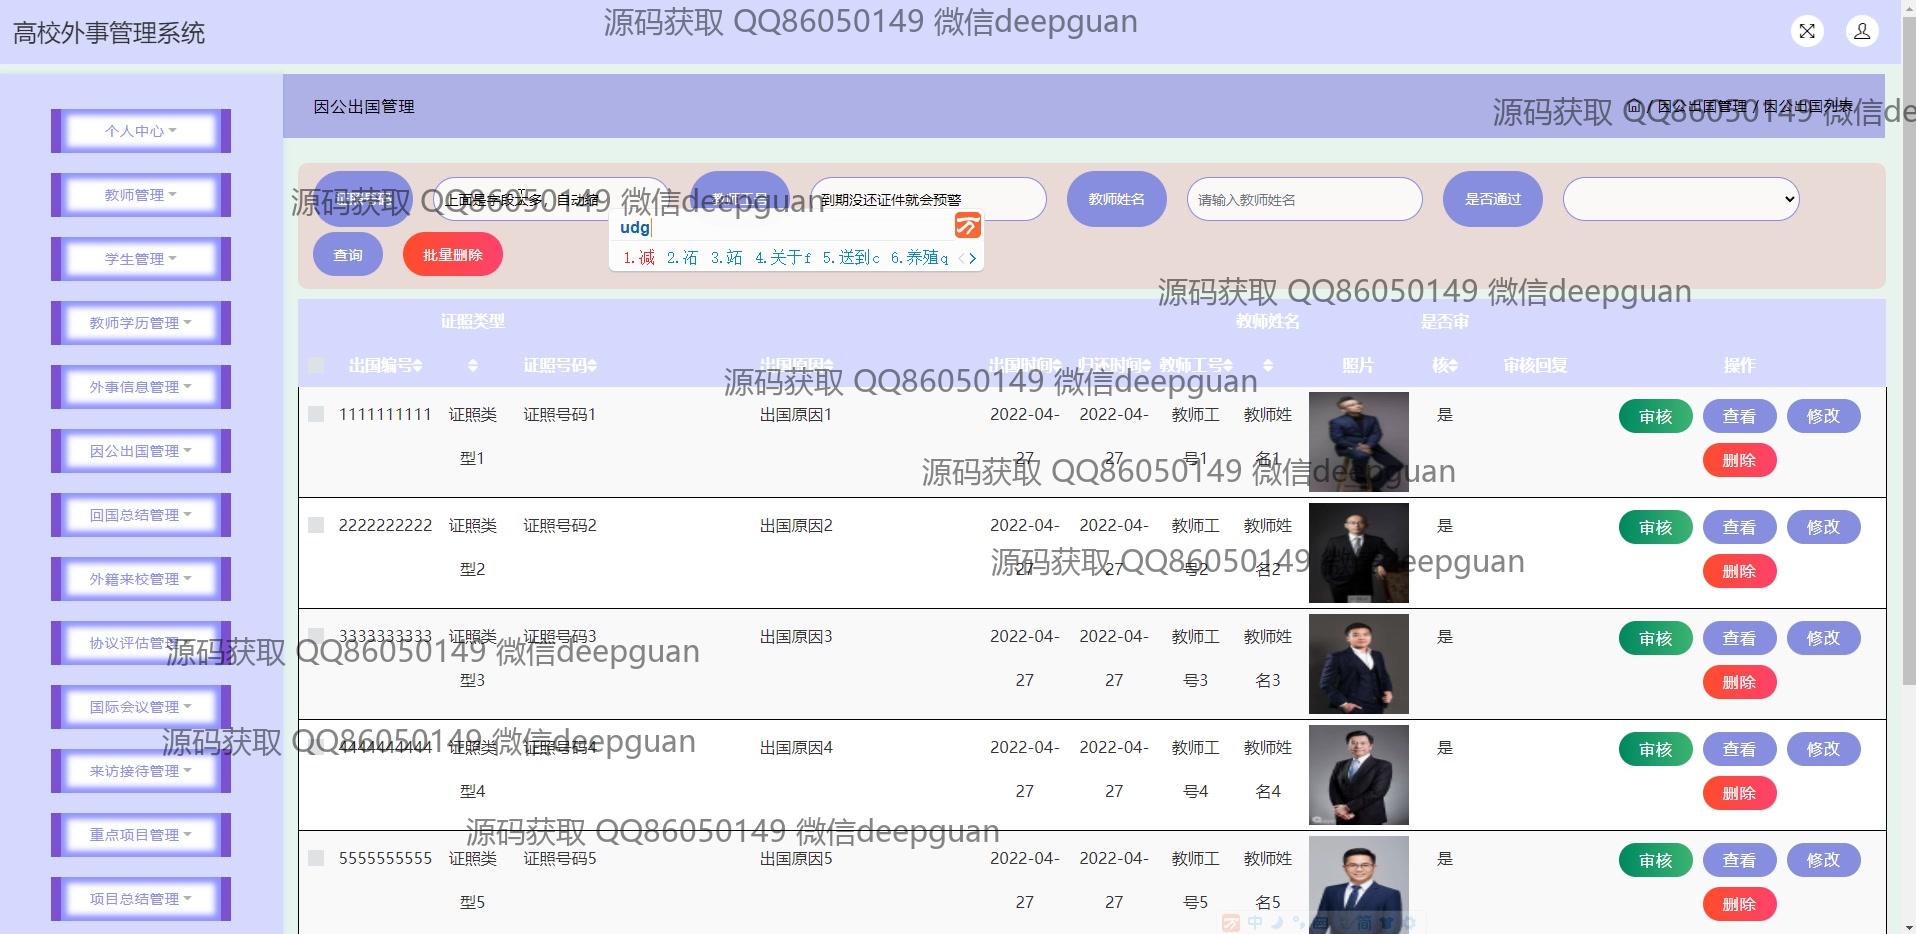 高校外事管理系统
源码获取 QQ86050149 微信deepguan
个人中心
教师管理
学生管理
教师学历管理
外事信息管理
因公出国管理
回国总结管理
外籍来校管理
协议评估管理
国际会议管理
来访接待管理
重点项目管理
项目总结管理
因公出国管理
/ 因公出国管理 / 因公出国列表
源码获取 QQ86050149 微信de
证照号码 上面是字段太多，自动缩 教师工号 到期没还证件就会预警 教师姓名 请输入教师姓名 是否通过
源码获取 QQ86050149 微信deepguan
udg
1.减 2.洦 3.跖 4.关于f 5.送到c 6.养殖q
查询 批量删除
源码获取 QQ86050149 微信deepguan
出国编号 证照类型 证照号码 出国原因 出国时间 归还时间 教师工号 教师姓名 照片 是否审核 审核回复 操作
源码获取 QQ86050149 微信deepguan
1111111111 证照类型1 证照号码1 出国原因1 2022-04-27 2022-04-27 教师工号1 教师姓名1 是 审核 查看 修改 删除
源码获取 QQ86050149 微信deepguan
2222222222 证照类型2 证照号码2 出国原因2 2022-04-27 2022-04-27 教师工号2 教师姓名2 是 审核 查看 修改 删除
源码获取 QQ86050149 微信deepguan
3333333333 证照类型3 证照号码3 出国原因3 2022-04-27 2022-04-27 教师工号3 教师姓名3 是 审核 查看 修改 删除
源码获取 QQ86050149 微信deepguan
4444444444 证照类型4 证照号码4 出国原因4 2022-04-27 2022-04-27 教师工号4 教师姓名4 是 审核 查看 修改 删除
源码获取 QQ86050149 微信deepguan
源码获取 QQ86050149 微信deepguan
5555555555 证照类型5 证照号码5 出国原因5 2022-04-27 2022-04-27 教师工号5 教师姓名5 是 审核 查看 修改 删除
中 简